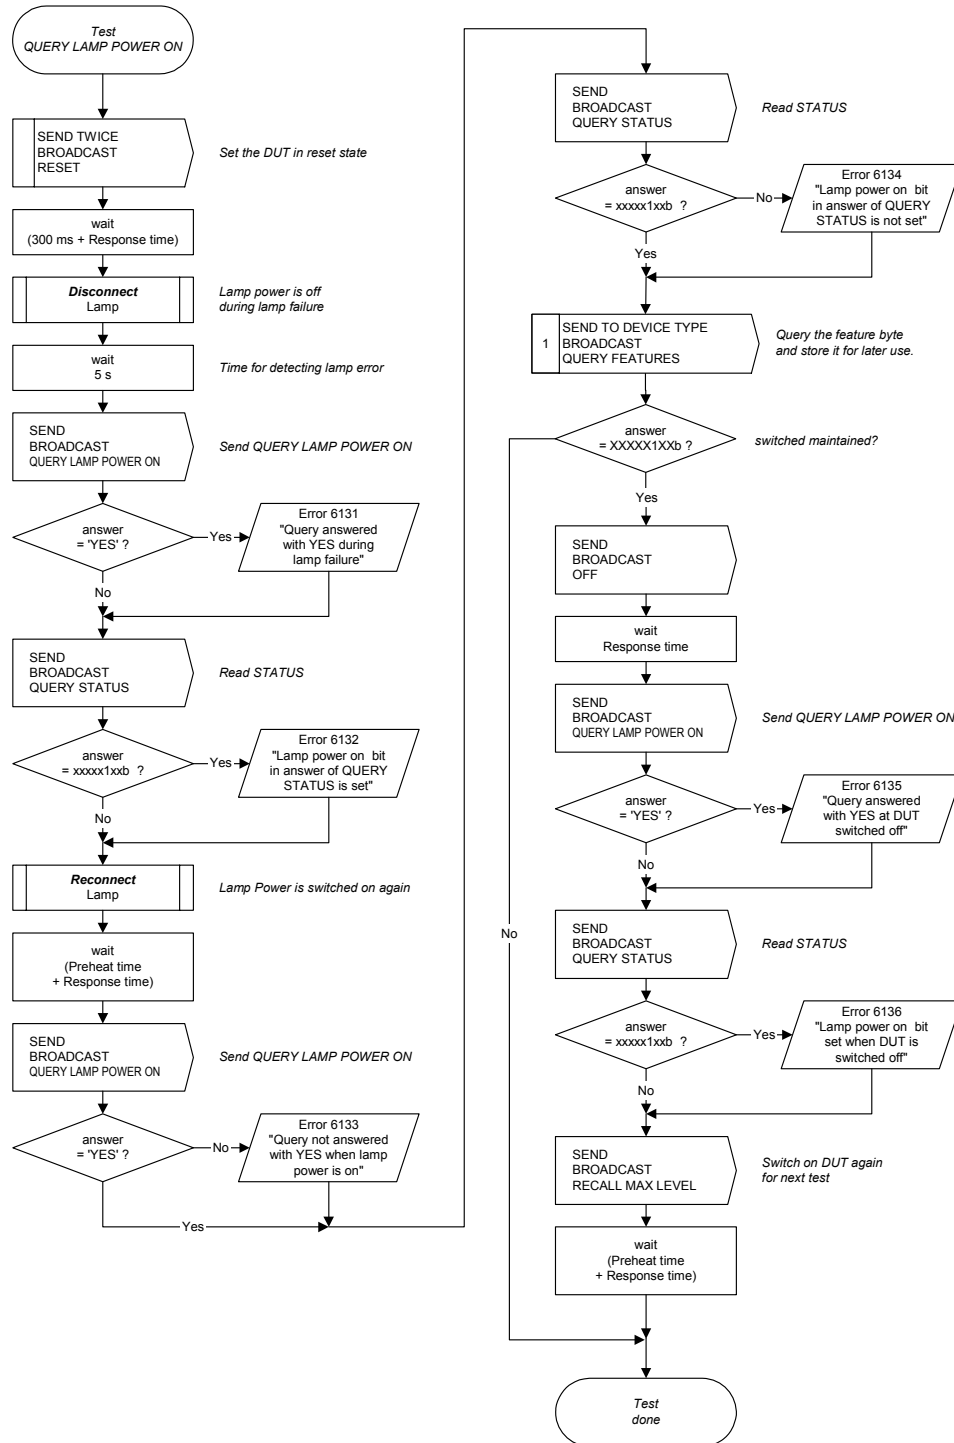 Test
QUERY LAMP POWER ON
SEND TWICE
BROADCAST
RESET
Set the DUT in reset state
wait
(300 ms + Response time)
Disconnect
Lamp
Lamp power is off
during lamp failure
wait
5 s
Time for detecting lamp error
SEND
BROADCAST
QUERY LAMP POWER ON
Send QUERY LAMP POWER ON
answer
= 'YES' ?
Yes
Error 6131
"Query answered
with YES during
lamp failure"
No
SEND
BROADCAST
QUERY STATUS
Read STATUS
answer
= xxxxx1xxb ?
Yes
Error 6132
"Lamp power on bit
in answer of QUERY
STATUS is set"
No
Reconnect
Lamp
Lamp Power is switched on again
wait
(Preheat time
+ Response time)
SEND
BROADCAST
QUERY LAMP POWER ON
Send QUERY LAMP POWER ON
answer
= 'YES' ?
No
Error 6133
"Query not answered
with YES when lamp
power is on"
Yes
SEND
BROADCAST
QUERY STATUS
Read STATUS
answer
= xxxxx1xxb ?
No
Error 6134
"Lamp power on bit
in answer of QUERY
STATUS is not set"
Yes
1
SEND TO DEVICE TYPE
BROADCAST
QUERY FEATURES
Query the feature byte
and store it for later use.
answer
= XXXXX1XXb ?
switched maintained?
Yes
SEND
BROADCAST
OFF
wait
Response time
SEND
BROADCAST
QUERY LAMP POWER ON
Send QUERY LAMP POWER ON
answer
= 'YES' ?
Yes
Error 6135
"Query answered
with YES at DUT
switched off"
No
SEND
BROADCAST
QUERY STATUS
Read STATUS
No
answer
= xxxxx1xxb ?
Yes
Error 6136
"Lamp power on bit
set when DUT is
switched off"
No
SEND
BROADCAST
RECALL MAX LEVEL
Switch on DUT again
for next test
wait
(Preheat time
+ Response time)
Test
done